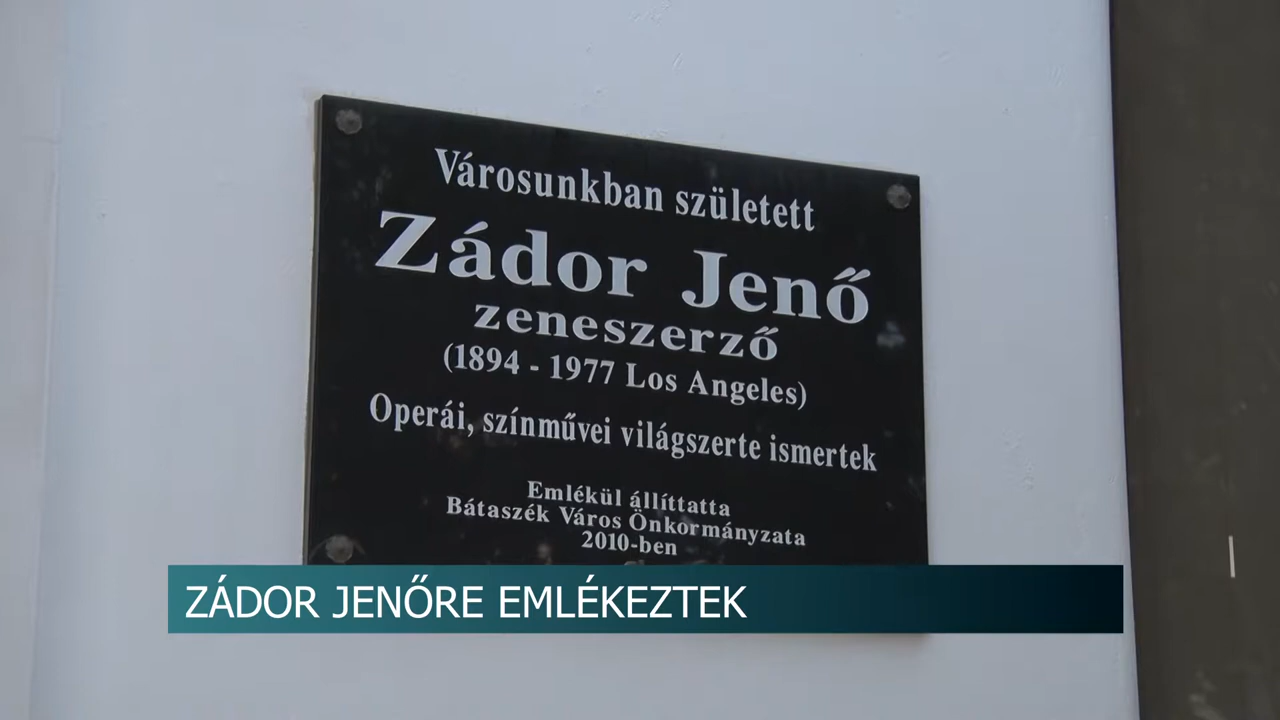 Városunkban született
Zádor Jenő
zeneszerző
(1894 - 1977 Los Angeles)
Operái, színművei világszerte ismertek
Emlékül állíttatta
Bátaszék Város Önkormányzata
2010-ben
ZÁDOR JENŐRE EMLÉKEZTEK